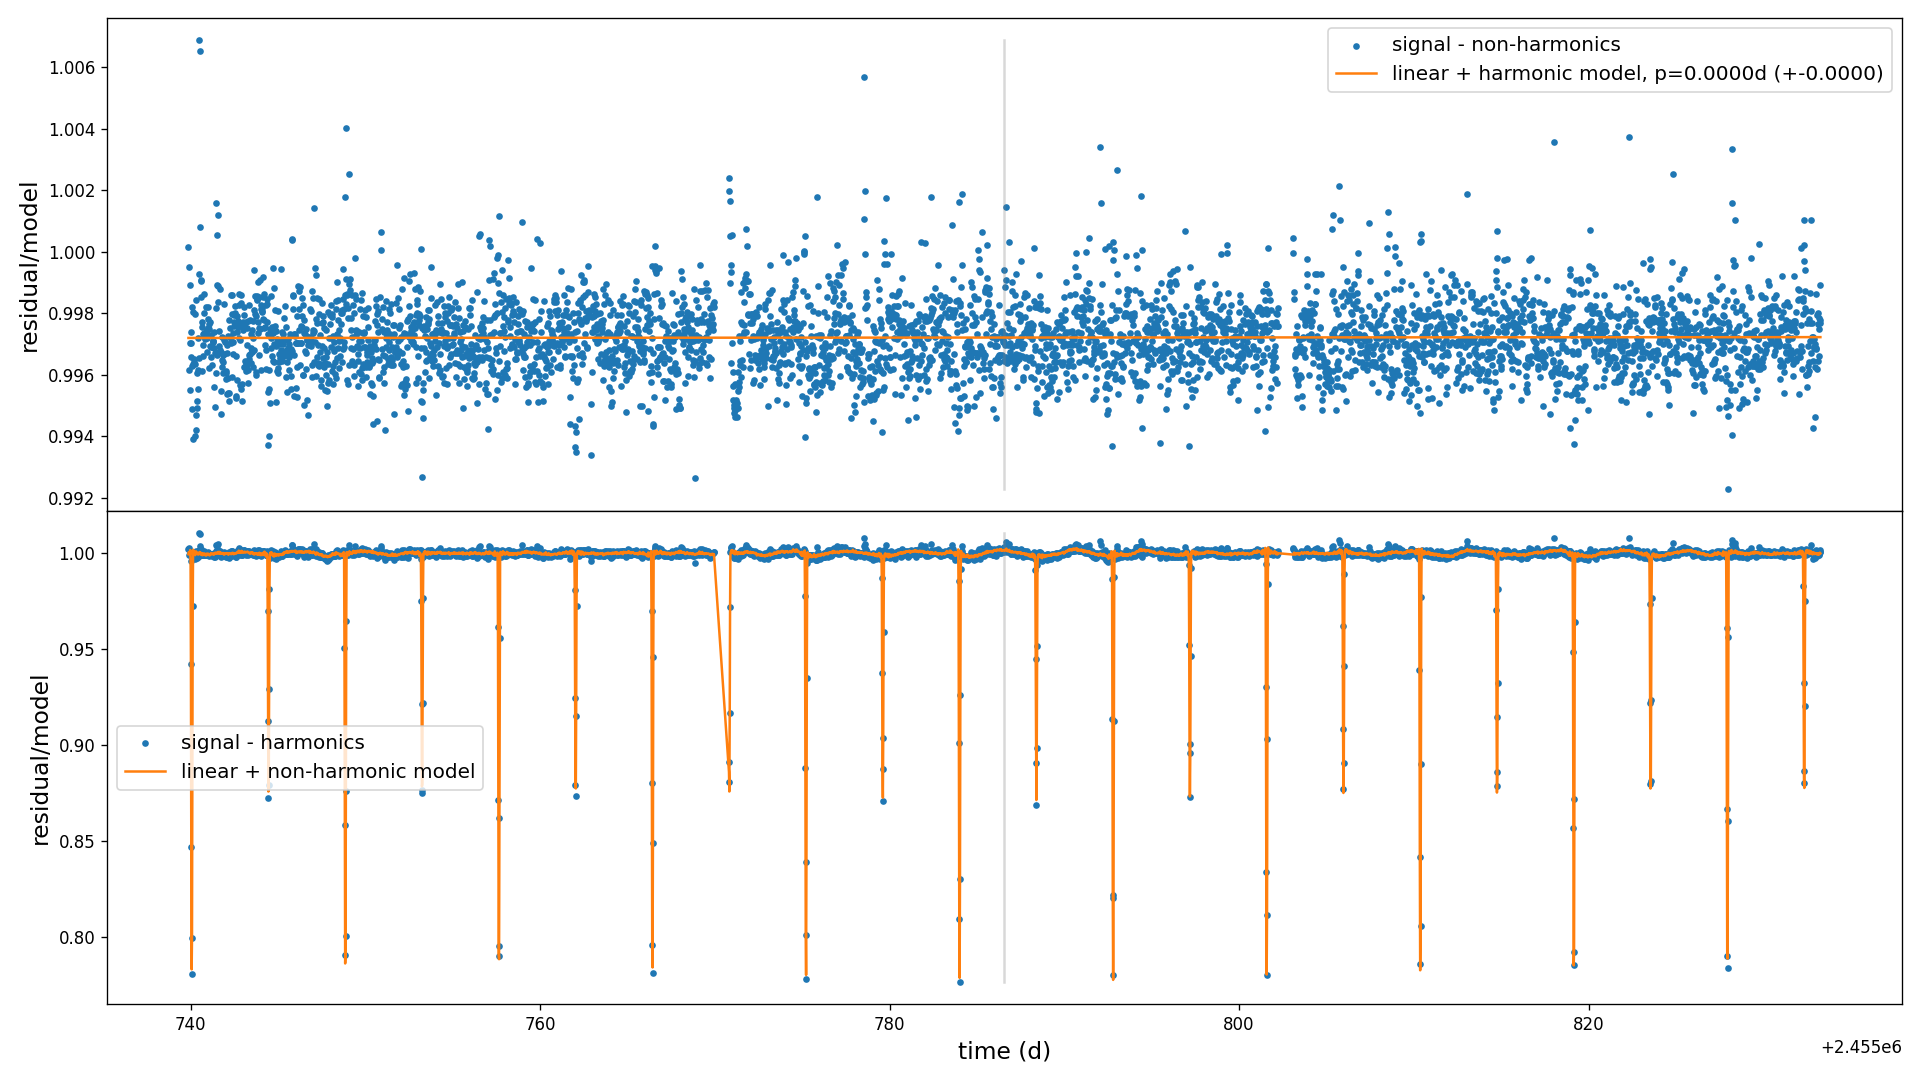 signal - non-harmonics
linear + harmonic model, p=0.0000d (+-0.0000)
1.006
1.004
1.002
1.000
0.998
0.996
0.994
0.992
residual/model
1.00
0.95
0.90
0.85
0.80
residual/model
signal - harmonics
linear + non-harmonic model
740
760
780
800
820
time (d)
+2.455e6